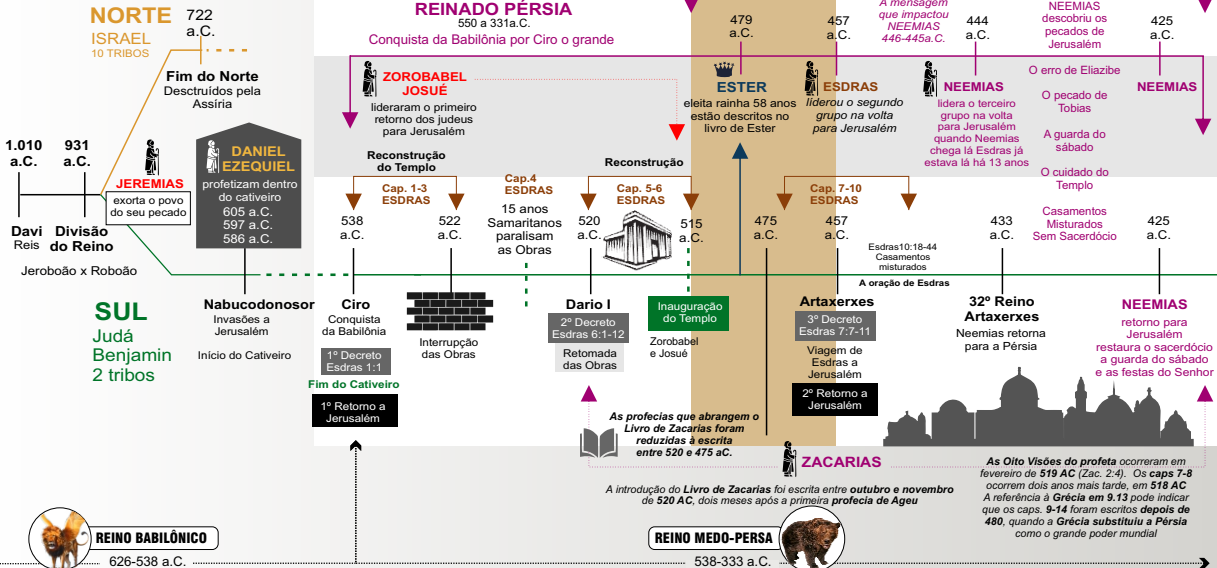 NORTE
ISRAEL
10 TRIBOS
722
a.C.
Fim do Norte
Desctruídos pela
Assíria
REINADO PÉRSIA
550 a 331a.C.
Conquista da Babilônia por Ciro o grande
479
a.C.
457
a.C.
A mensagem
que impactou
NEEMIAS
446-445a.C.
444
a.C.
NEEMIAS
descobriu os
pecados de
Jerusalém
425
a.C.
ZOROBABEL
JOSUÉ
lideraram o primeiro
retorno dos judeus
para Jerusalém
ESTER
eleita rainha 58 anos
estão descritos no
livro de Ester
ESDRAS
liderou o segundo
grupo na volta
para Jerusalém
NEEMIAS
lidera o terceiro
grupo na volta
para Jerusalém
quando Neemias
chega lá Esdras já
estava lá há 13 anos
O erro de Eliazibe
O pecado de
Tobias
A guarda do
sábado
O cuidado do
Templo
Casamentos
Misturados
Sem Sacerdócio
NEEMIAS
1.010
a.C.
931
a.C.
Davi
Reis
Divisão
do Reino
Jeroboão x Roboão
JEREMIAS
exorta o povo
do seu pecado
DANIEL
EZEQUIEL
profetizam dentro
do cativeiro
605 a.C.
597 a.C.
586 a.C.
Reconstrução
do Templo
Cap. 1-3
ESDRAS
Cap.4
ESDRAS
15 anos
Samaritanos
paralisam
as Obras
Reconstrução
Cap. 5-6
ESDRAS
Cap. 7-10
ESDRAS
538
a.C.
522
a.C.
520
a.C.
515
a.C.
475
a.C.
457
a.C.
433
a.C.
425
a.C.
Esdras10:18-44
Casamentos
misturados
A oração de Esdras
SUL
Judá
Benjamin
2 tribos
Nabucodonosor
Invasões a
Jerusalém
Início do Cativeiro
Ciro
Conquista
da Babilônia
1º Decreto
Esdras 1:1
Fim do Cativeiro
1º Retorno a
Jerusalém
Interrupção
das Obras
Dario I
2º Decreto
Esdras 6:1-12
Retomada
das Obras
Inauguração
do Templo
Zorobabel
e Josué
Artaxerxes
3º Decreto
Esdras 7:7-11
Viagem de
Esdras a
Jerusalém
2º Retorno a
Jerusalém
32º Reino
Artaxerxes
Neemias retorna
para a Pérsia
NEEMIAS
retorno para
Jerusalém
restaura o sacerdócio
a guarda do sábado
e as festas do Senhor
As profecias que abrangem o
Livro de Zacarias foram
reduzidas à escrita
entre 520 e 475 aC.
ZACARIAS
A introdução do Livro de Zacarias foi escrita entre outubro e novembro
de 520 AC, dois meses após a primeira profecia de Ageu
As Oito Visões do profeta ocorreram em
fevereiro de 519 AC (Zac. 2:4). Os caps 7-8
ocorrem dois anos mais tarde, em 518 AC
A referência à Grécia em 9.13 pode indicar
que os caps. 9-14 foram escritos depois de
480, quando a Grécia substituiu a Pérsia
como o grande poder mundial
REINO BABILÔNICO
626-538 a.C.
REINO MEDO-PERSA
538-333 a.C.